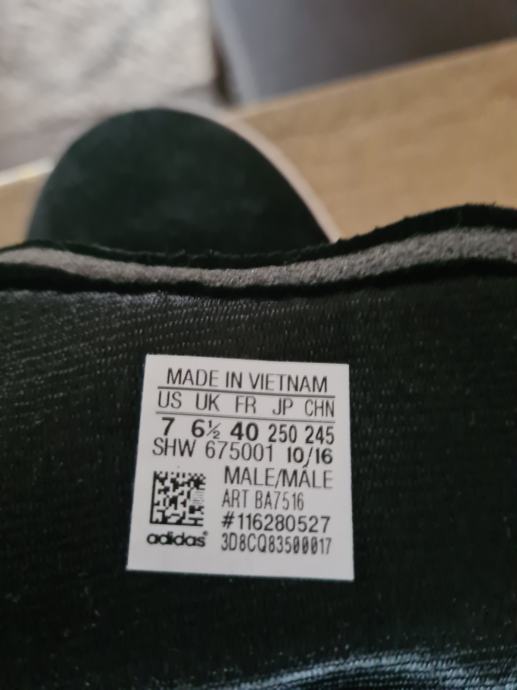 MADE IN VIETNAM
US UK FR JP CHN
7 6½ 40 250 245
SHW 675001 10/16
MALE/MÂLE
ART BA7516
#116280527
adidas® 3D8CQ83500017